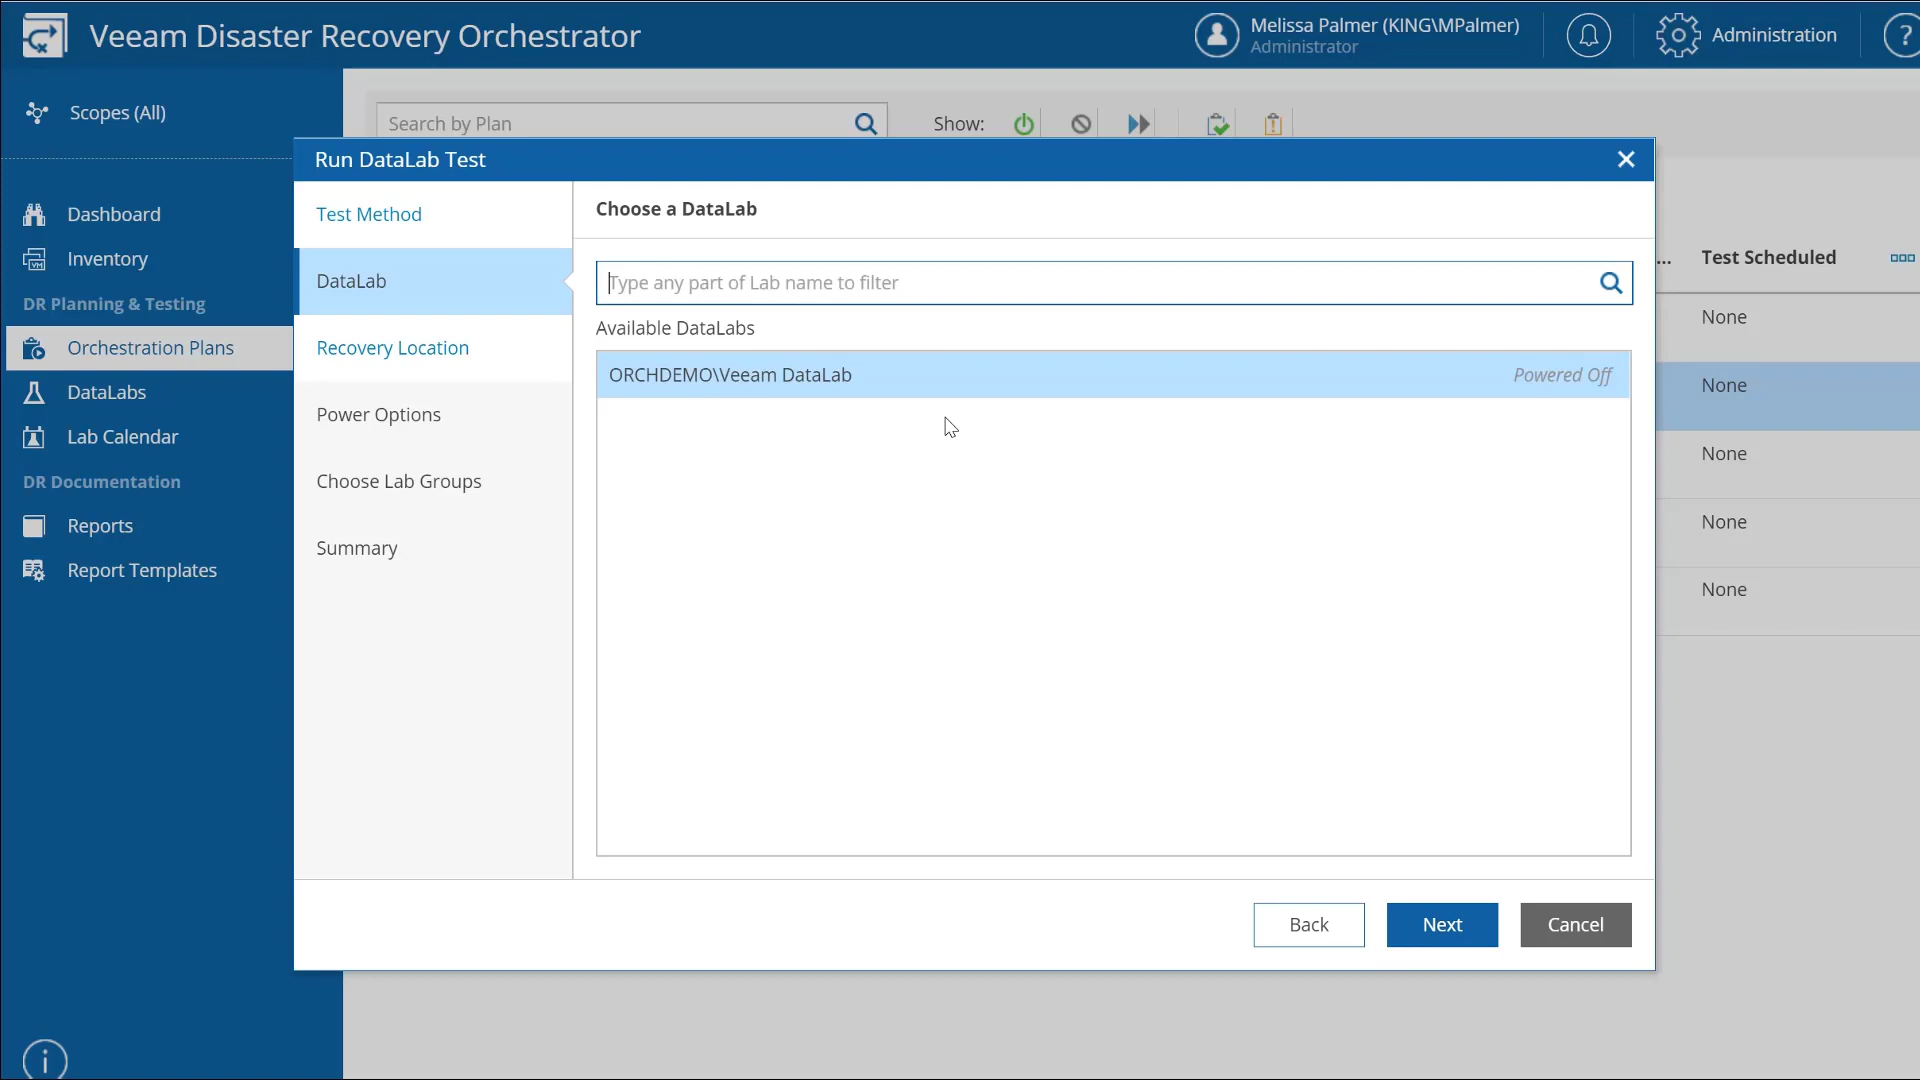 Veeam Disaster Recovery Orchestrator
Melissa Palmer (KING\MPalmer)
Administrator
Administration
?
Scopes (All)
Search by Plan
Show:
Run DataLab Test
Test Method
Choose a DataLab
Dashboard
Inventory
DR Planning & Testing
Orchestration Plans
DataLabs
Lab Calendar
DR Documentation
Reports
Report Templates
DataLab
Recovery Location
Power Options
Choose Lab Groups
Summary
Type any part of Lab name to filter
Available DataLabs
ORCHDEMO\Veeam DataLab
Powered Off
... Test Scheduled
None
None
None
None
None
Back
Next
Cancel